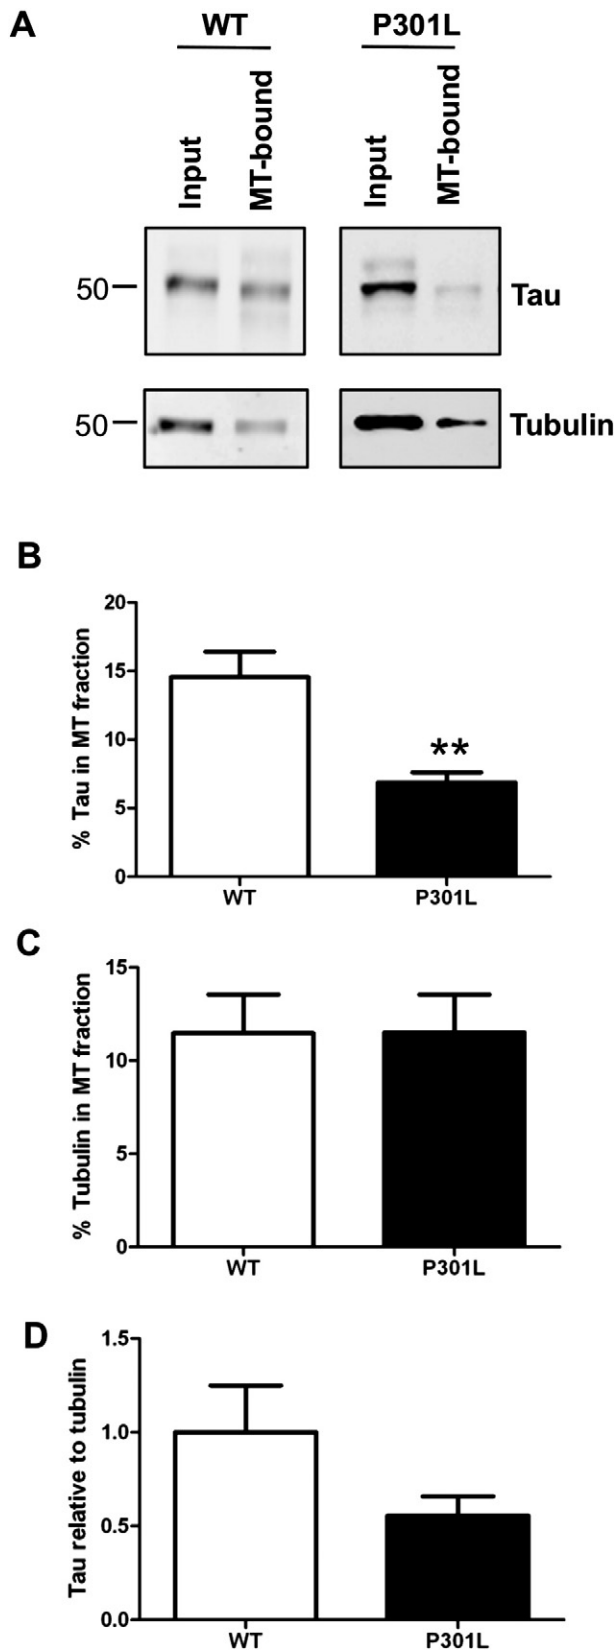 A
WT P301L
Input MT-bound Input MT-bound
50 Tau
50 Tubulin
B
% Tau in MT fraction
20
15
10
5
0
**
WT P301L
C
% Tubulin in MT fraction
15
10
5
0
WT P301L
D
Tau relative to tubulin
1.5
1.0
0.5
0.0
WT P301L